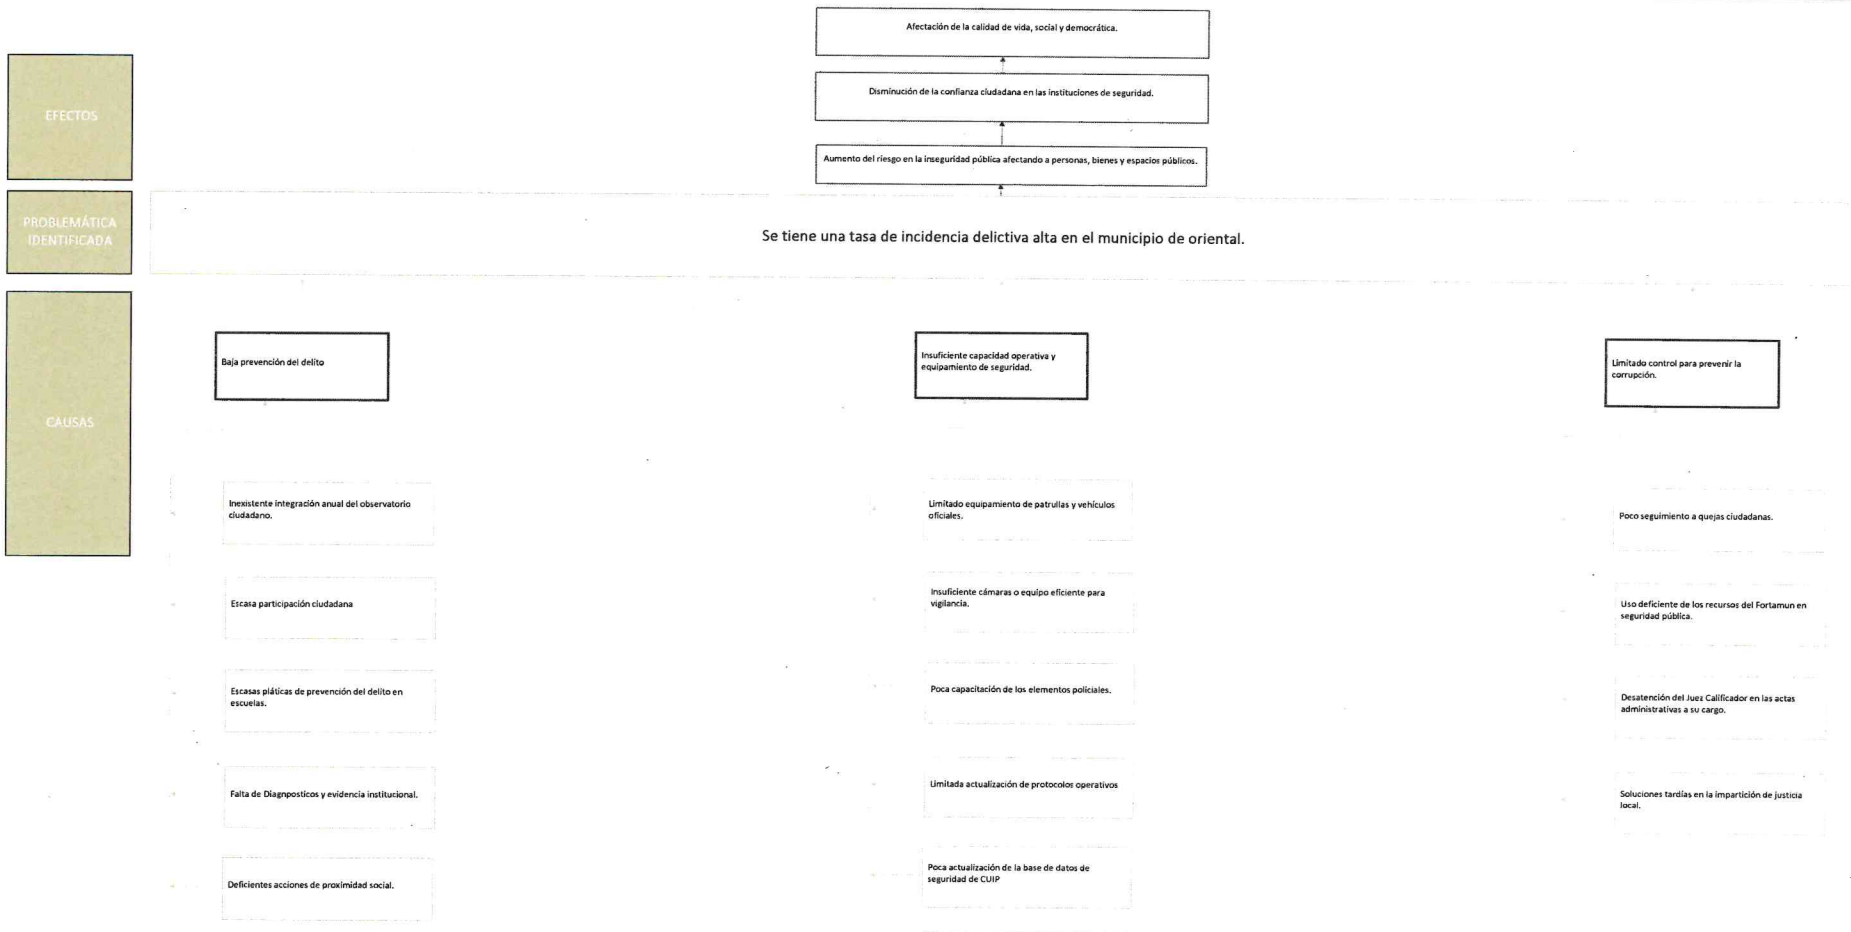 Afectación de la calidad de vida, social y democrática.
EFECTOS
Disminución de la confianza ciudadana en las instituciones de seguridad.
Aumento del riesgo en la inseguridad pública afectando a personas, bienes y espacios públicos.
PROBLEMÁTICA
IDENTIFICADA
Se tiene una tasa de incidencia delictiva alta en el municipio de oriental.
CAUSAS
Baja prevención del delito
Inexistente integración anual del observatorio
ciudadano.
Escasa participación ciudadana
Escasas pláticas de prevención del delito en
escuelas.
Falta de Diagnposticos y evidencia institucional.
Deficientes acciones de proximidad social.
Insuficiente capacidad operativa y
equipamiento de seguridad.
Limitado equipamiento de patrullas y vehículos
oficiales.
Insuficiente cámaras o equipo eficiente para
vigilancia.
Poca capacitación de los elementos policiales.
Limitada actualización de protocolos operativos
Poca actualización de la base de datos de
seguridad de CUIP
Limitado control para prevenir la
corrupción.
Poco seguimiento a quejas ciudadanas.
Uso deficiente de los recursos del Fortamun en
seguridad pública.
Desatención del Juez Calificador en las actas
administrativas a su cargo.
Soluciones tardías en la impartición de justicia
local.